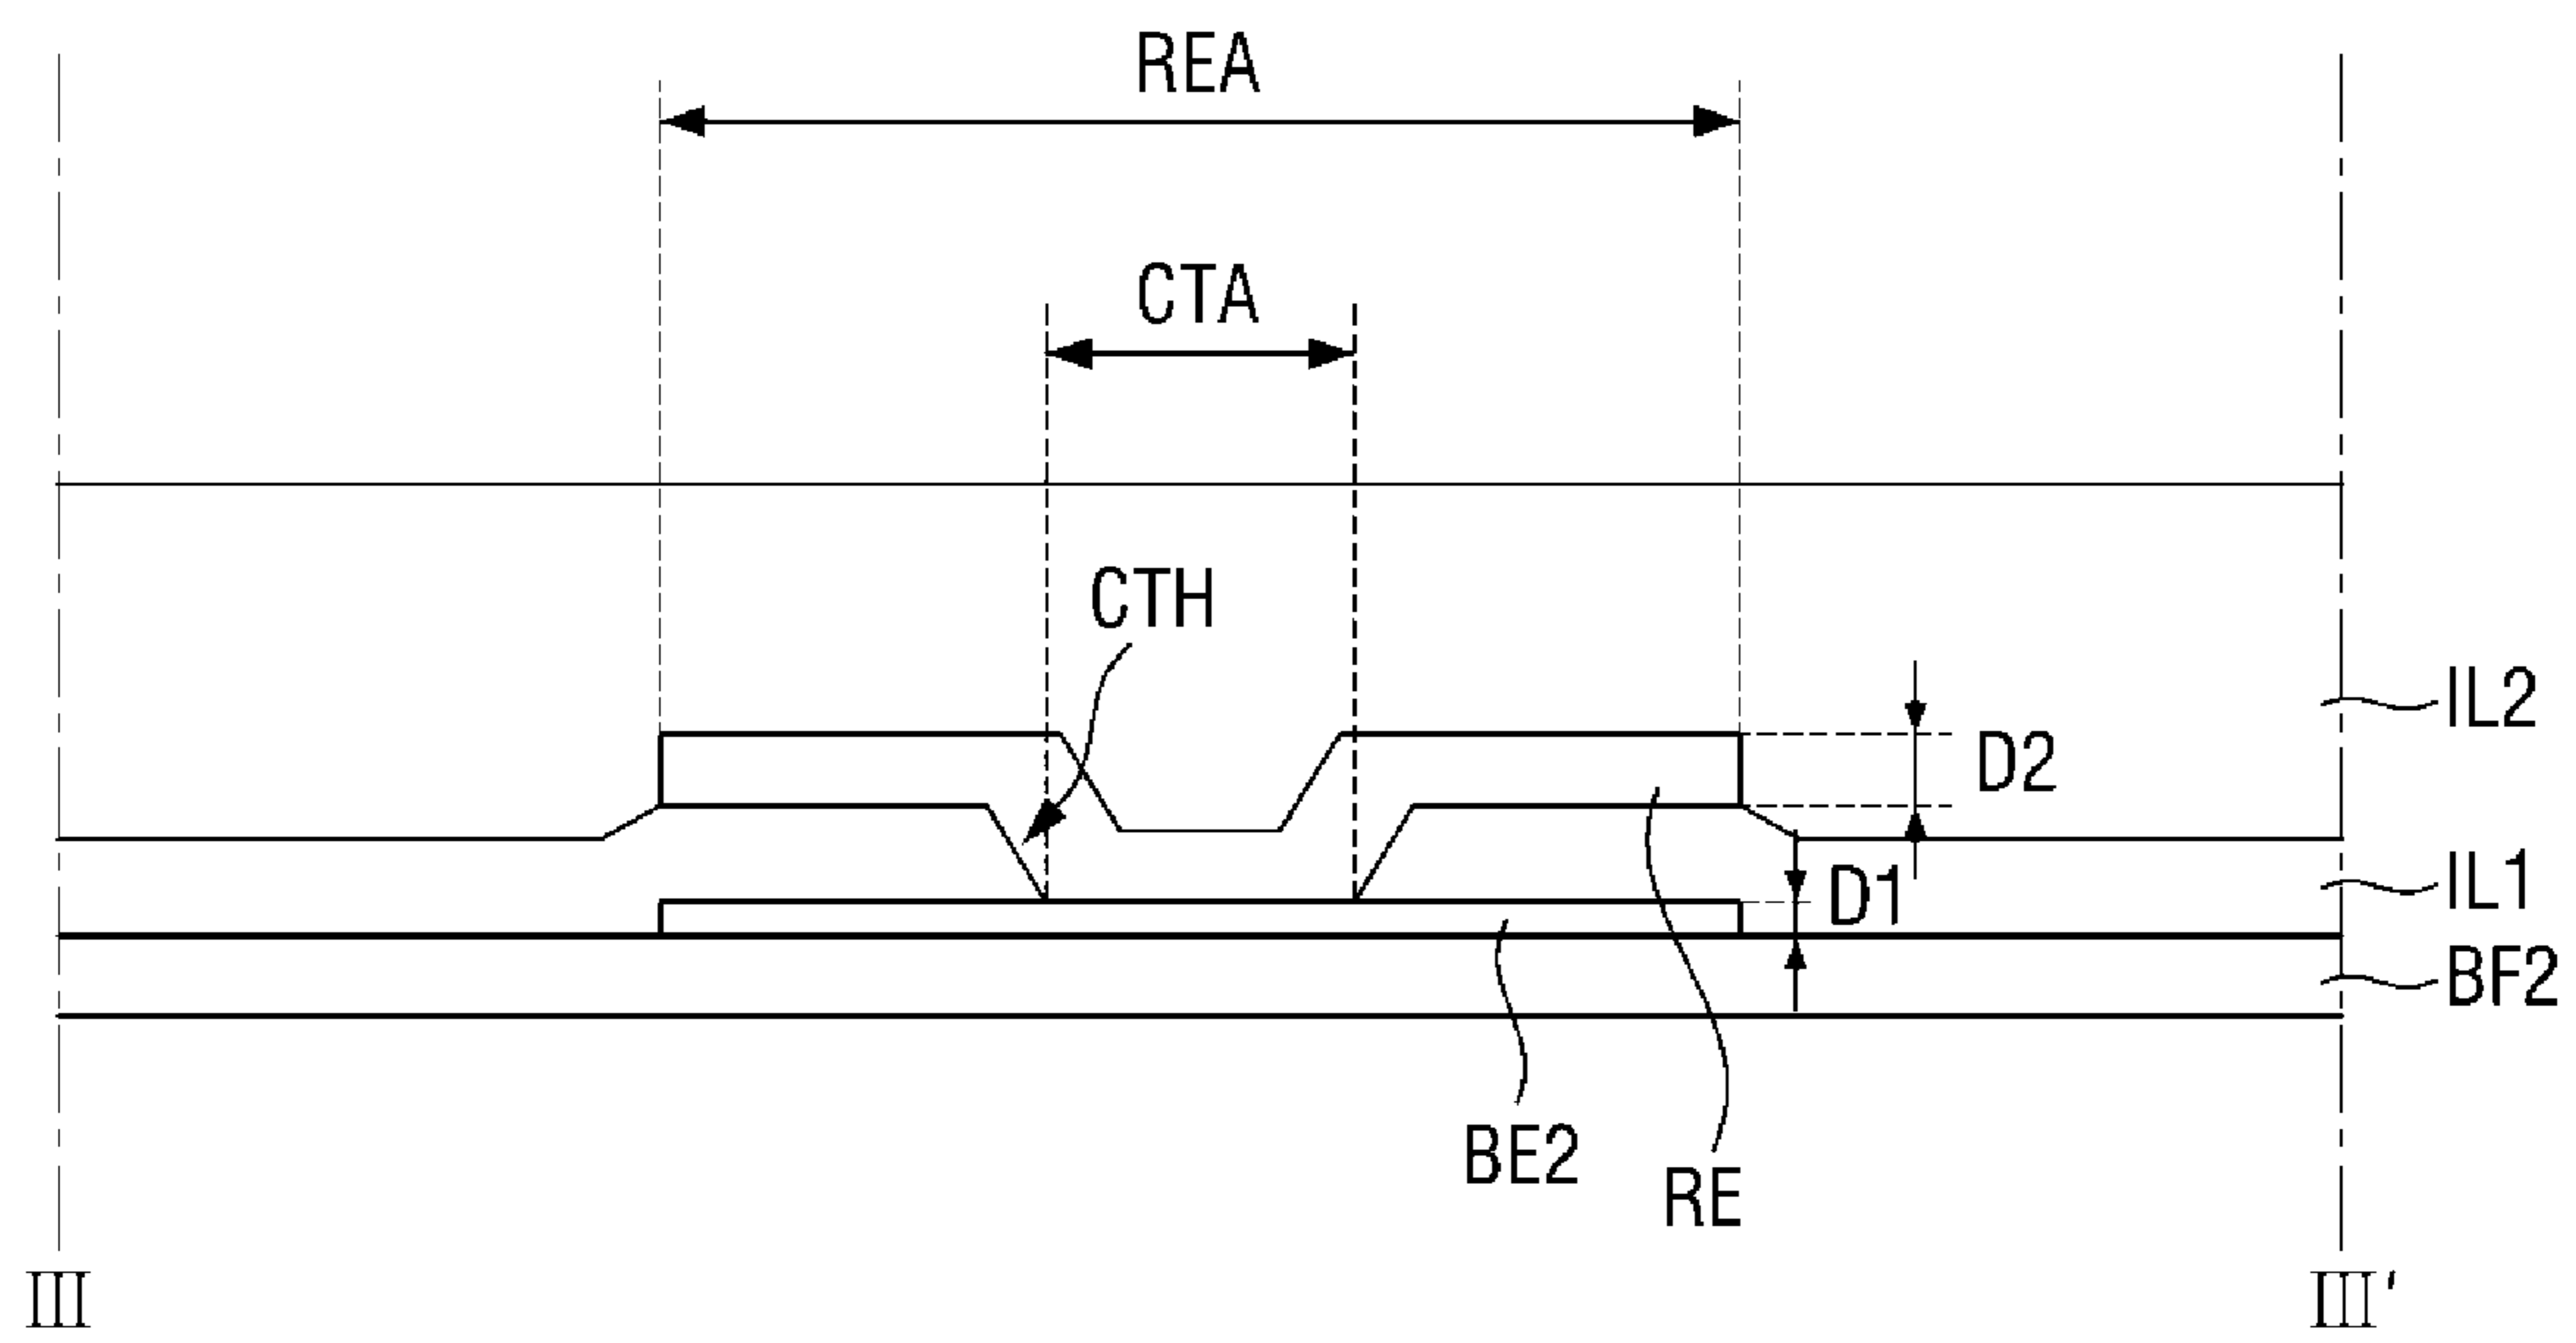 REA
CTA
CTH
IL2
D2
IL1
D1
BF2
BE2
RE
III
III'